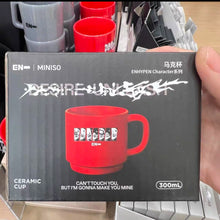 EN- | MINISO
马克杯
ENHYPEN Character系列
DESIRE: UNLEASH
CERAMIC
CUP
CAN'T TOUCH YOU,
BUT I'M GONNA MAKE YOU MINE
300mL